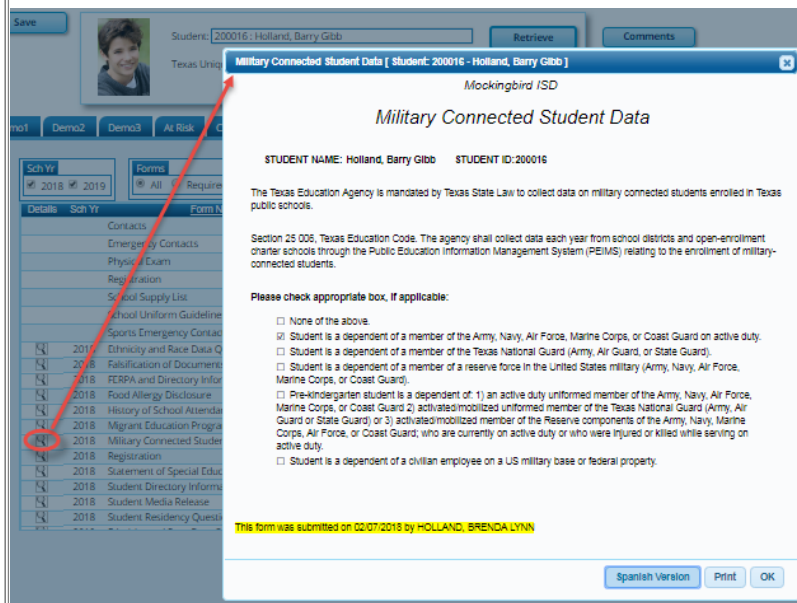 Save
Student: 200016 : Holland, Barry Gibb
Retrieve
Comments
Texas
Military Connected Student Data [ Student: 200016 - Holland, Barry Gibb ]
Mockingbird ISD
Military Connected Student Data
STUDENT NAME: Holland, Barry Gibb STUDENT ID:200016
The Texas Education Agency is mandated by Texas State Law to collect data on military connected students enrolled in Texas
public schools.
Section 25 006, Texas Education Code. The agency shall collect data each year from school districts and open-enrollment
charter schools through the Public Education Information Management System (PEIMS) relating to the enrollment of military-
connected students.
Please check appropriate box, if applicable:
None of the above.
Student is a dependent of a member of the Army, Navy, Air Force, Marine Corps, or Coast Guard on active duty.
Student is a dependent of a member of the Texas National Guard (Army, Air Guard, or State Guard).
Student is a dependent of a member of a reserve force in the United States military (Army, Navy, Air Force,
Marine Corps, or Coast Guard).
Pre-kindergarten student is a dependent of: 1) an active duty uniformed member of the Army, Navy, Air Force,
Marine Corps, or Coast Guard 2) activated/mobilized uniformed member of the Texas National Guard (Army, Air
Guard or State Guard) or 3) activated/mobilized member of the Reserve components of the Army, Navy, Marine
Corps, Air Force, or Coast Guard; who are currently on active duty or who were injured or killed while serving on
active duty.
Student is a dependent of a civilian employee on a US military base or federal property.
This form was submitted on 02/07/2018 by HOLLAND, BRENDA LYNN
Spanish Version Print OK
mo1 Demo2 Demo3 At Risk
Sch Yr Forms
2018 2019 All Require
Details Sch Yr Form N
Contacts
Emergency Contacts
Physical Exam
Registration
School Supply List
School Uniform Guideline
Sports Emergency Contac
2018 Ethnicity and Race Data Q
2018 Falsification of Document
2018 FERPA and Directory Infor
2018 Food Allergy Disclosure
2018 History of School Attenda
2018 Migrant Education Progra
2018 Military Connected Studen
2018 Registration
2018 Statement of Special Educ
2018 Student Directory Informa
2018 Student Media Release
2018 Student Residency Questi